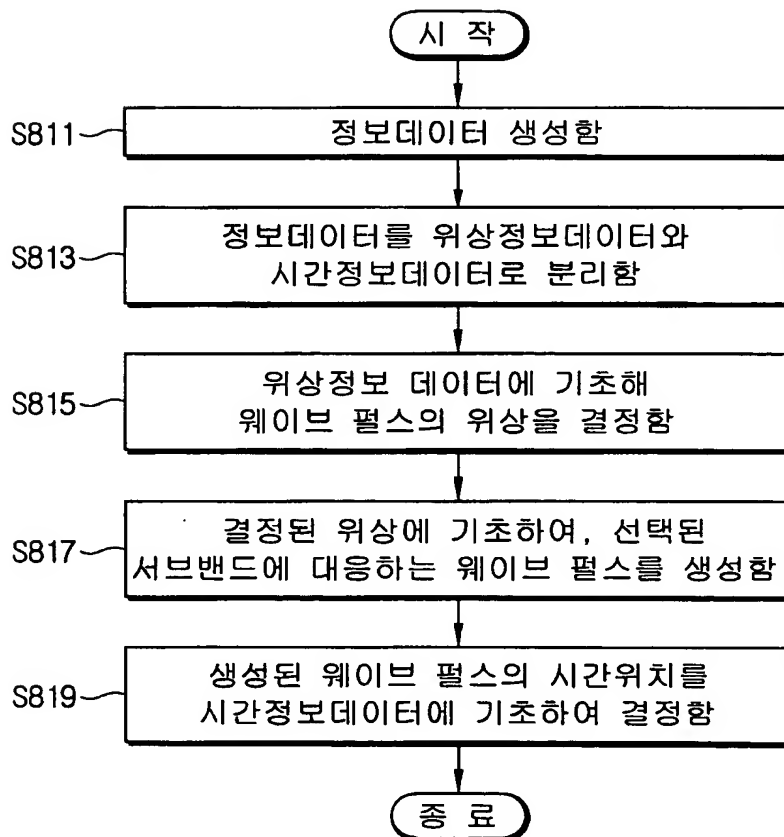 시 작
S811
정보데이터 생성함
S813
정보데이터를 위상정보데이터와
시간정보데이터로 분리함
S815
위상정보 데이터에 기초해
웨이브 펄스의 위상을 결정함
S817
결정된 위상에 기초하여, 선택된
서브밴드에 대응하는 웨이브 펄스를 생성함
S819
생성된 웨이브 펄스의 시간위치를
시간정보데이터에 기초하여 결정함
종 료